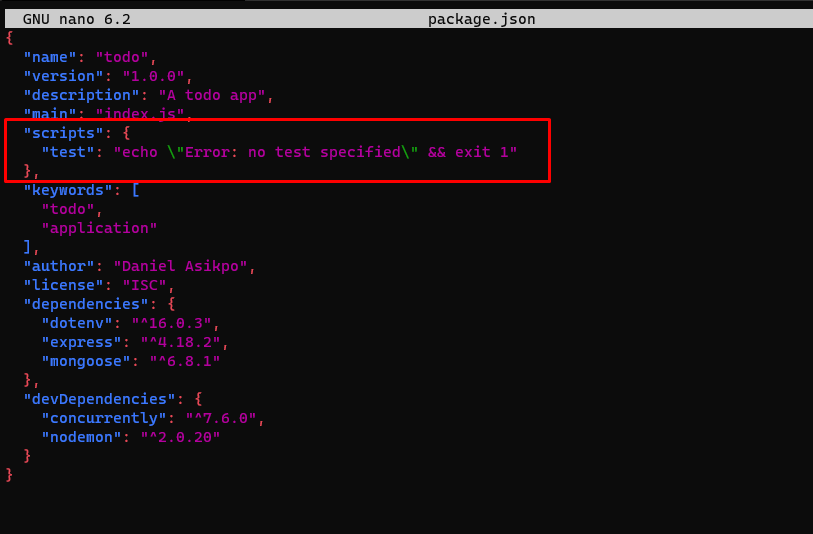 GNU nano 6.2 package.json
{
  "name": "todo",
  "version": "1.0.0",
  "description": "A todo app",
  "main": "index.js",
  "scripts": {
    "test": "echo \"Error: no test specified\" && exit 1"
  },
  "keywords": [
    "todo",
    "application"
  ],
  "author": "Daniel Asikpo",
  "license": "ISC",
  "dependencies": {
    "dotenv": "^16.0.3",
    "express": "^4.18.2",
    "mongoose": "^6.8.1"
  },
  "devDependencies": {
    "concurrently": "^7.6.0",
    "nodemon": "^2.0.20"
  }
}